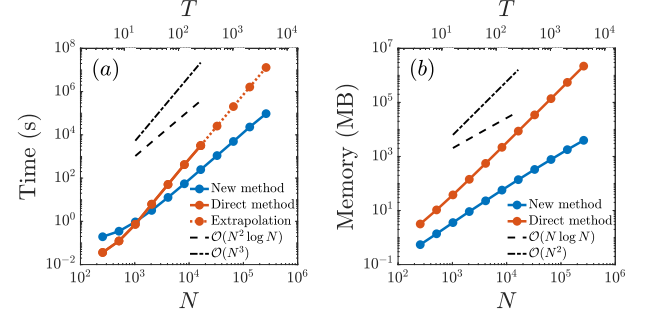 T
10^1 10^2 10^3 10^4
10^8
10^6
10^4
10^2
10^0
10^{-2}
Time (s)
(a)
New method
Direct method
Extrapolation
O(N^2 log N)
O(N^3)
10^2 10^3 10^4 10^5 10^6
N
T
10^1 10^2 10^3 10^4
10^7
10^5
10^3
10^1
10^{-1}
Memory (MB)
(b)
New method
Direct method
O(N log N)
O(N^2)
10^2 10^3 10^4 10^5 10^6
N